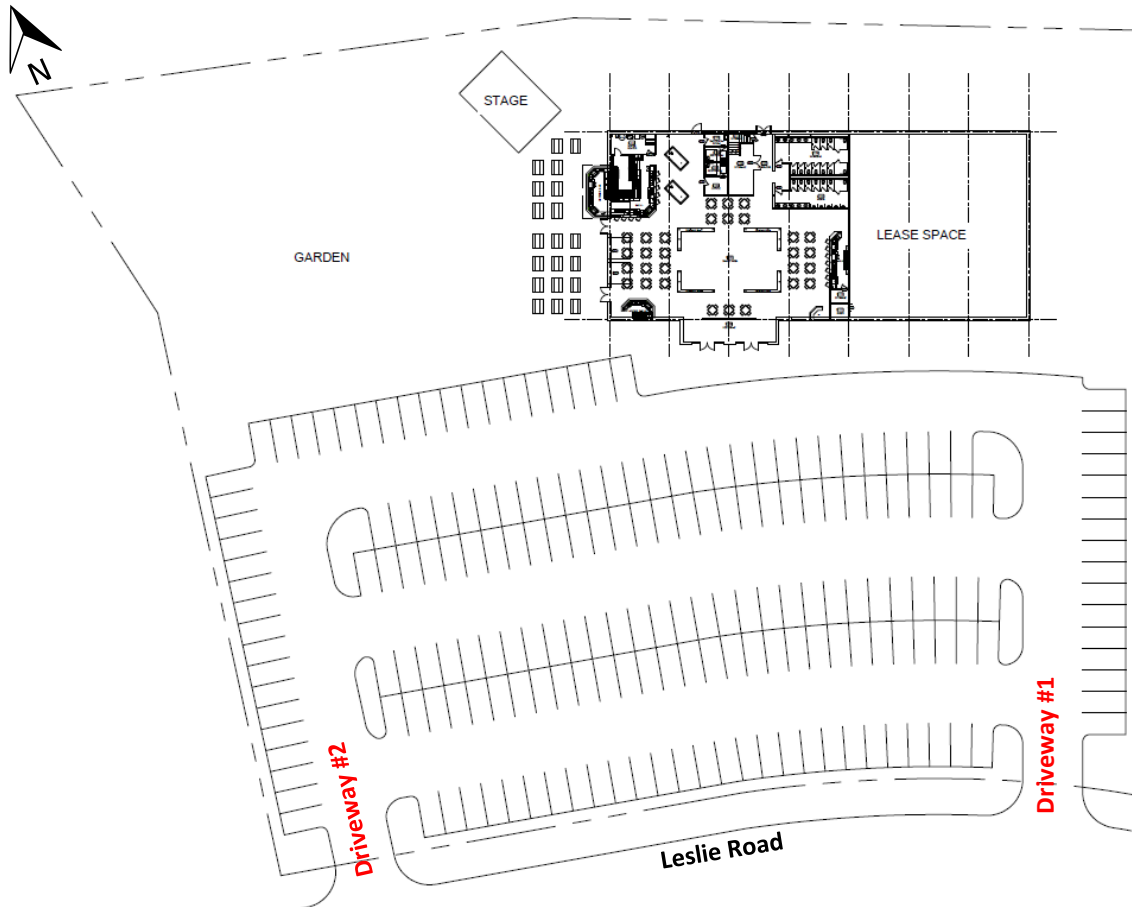 N
STAGE
LEASE SPACE
GARDEN
Driveway #1
Driveway #2
Leslie Road